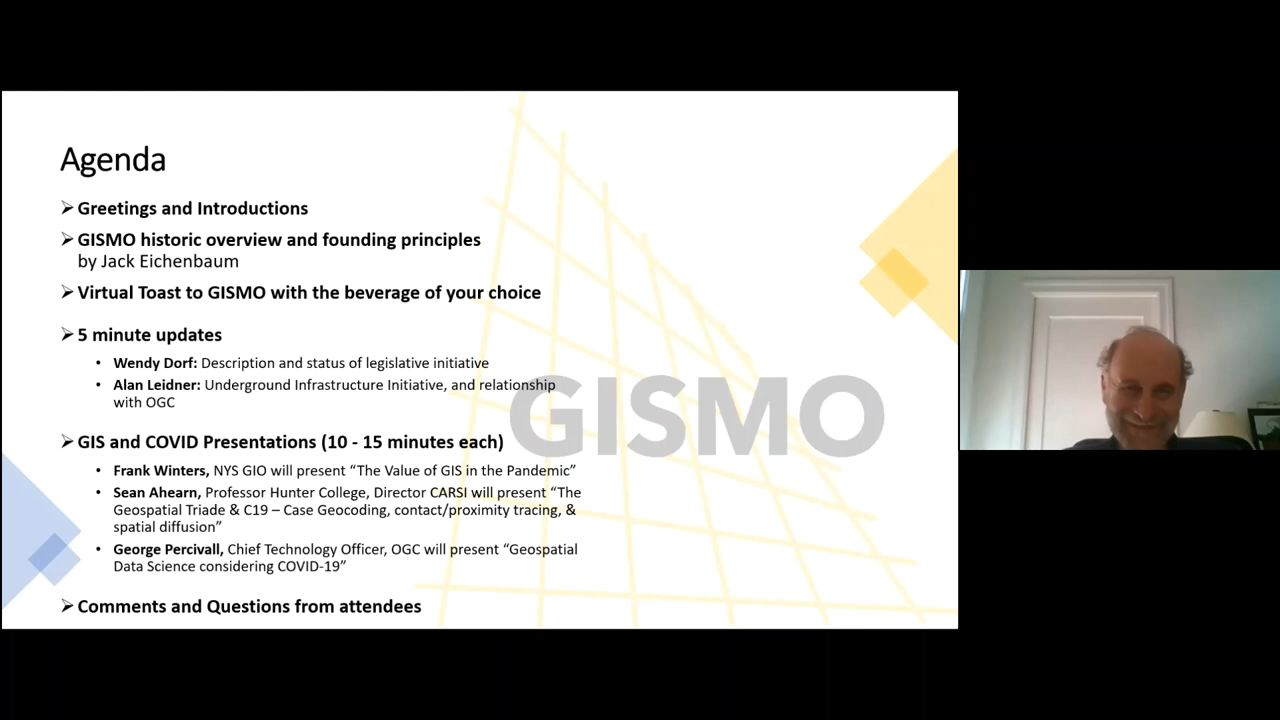 Agenda
Greetings and Introductions
GISMO historic overview and founding principles
by Jack Eichenbaum
Virtual Toast to GISMO with the beverage of your choice
5 minute updates
Wendy Dorf: Description and status of legislative initiative
Alan Leidner: Underground Infrastructure Initiative, and relationship
with OGC
GISMO
GIS and COVID Presentations (10 - 15 minutes each)
Frank Winters, NYS GIO will present “The Value of GIS in the Pandemic”
Sean Ahearn, Professor Hunter College, Director CARSI will present “The
Geospatial Triade & C19 – Case Geocoding, contact/proximity tracing, &
spatial diffusion”
George Percivall, Chief Technology Officer, OGC will present “Geospatial
Data Science considering COVID-19”
Comments and Questions from attendees